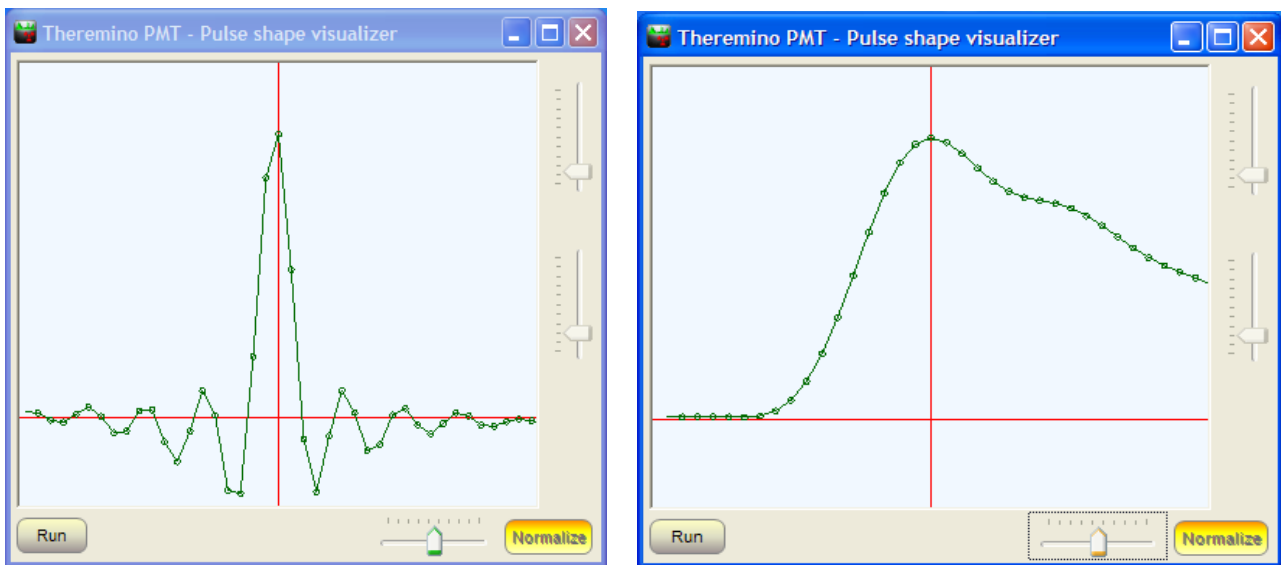 Theremino PMT - Pulse shape visualizer
Run
Normalize
Theremino PMT - Pulse shape visualizer
Run
Normalize